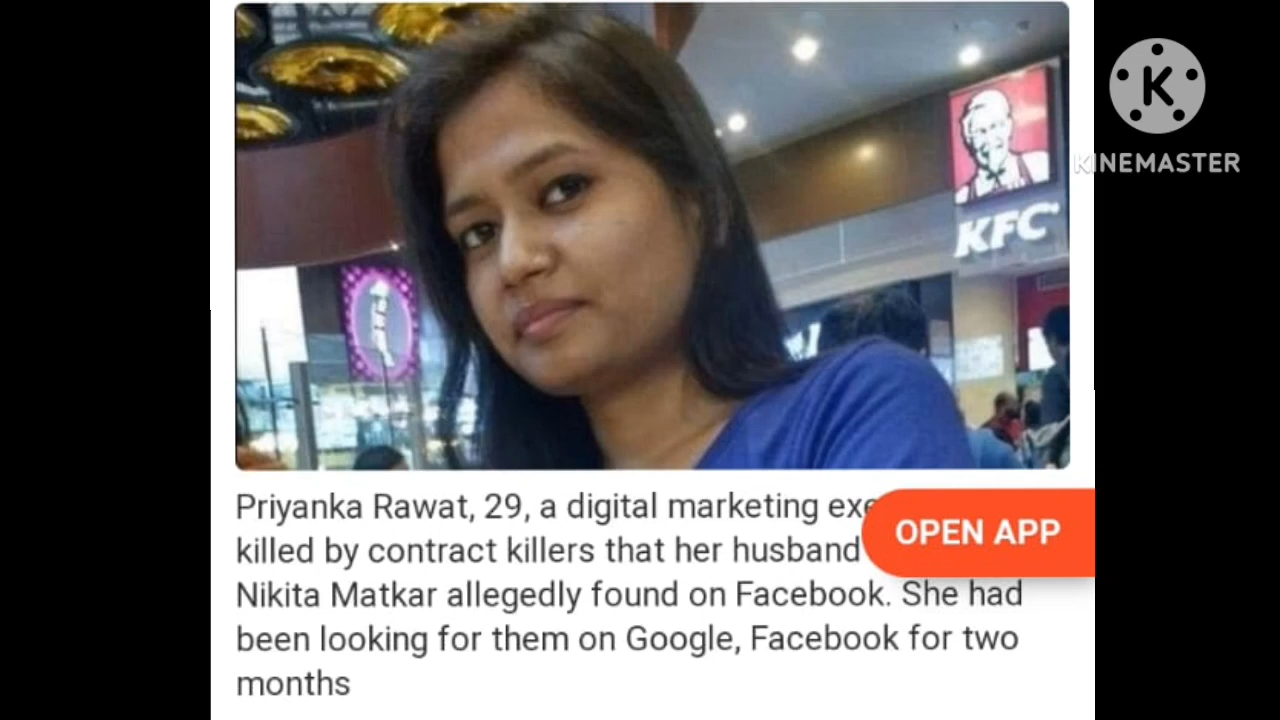 KFC
KINEMASTER
Priyanka Rawat, 29, a digital marketing
killed by contract killers that her husband
OPEN APP
Nikita Matkar allegedly found on Facebook. She had
been looking for them on Google, Facebook for two
months